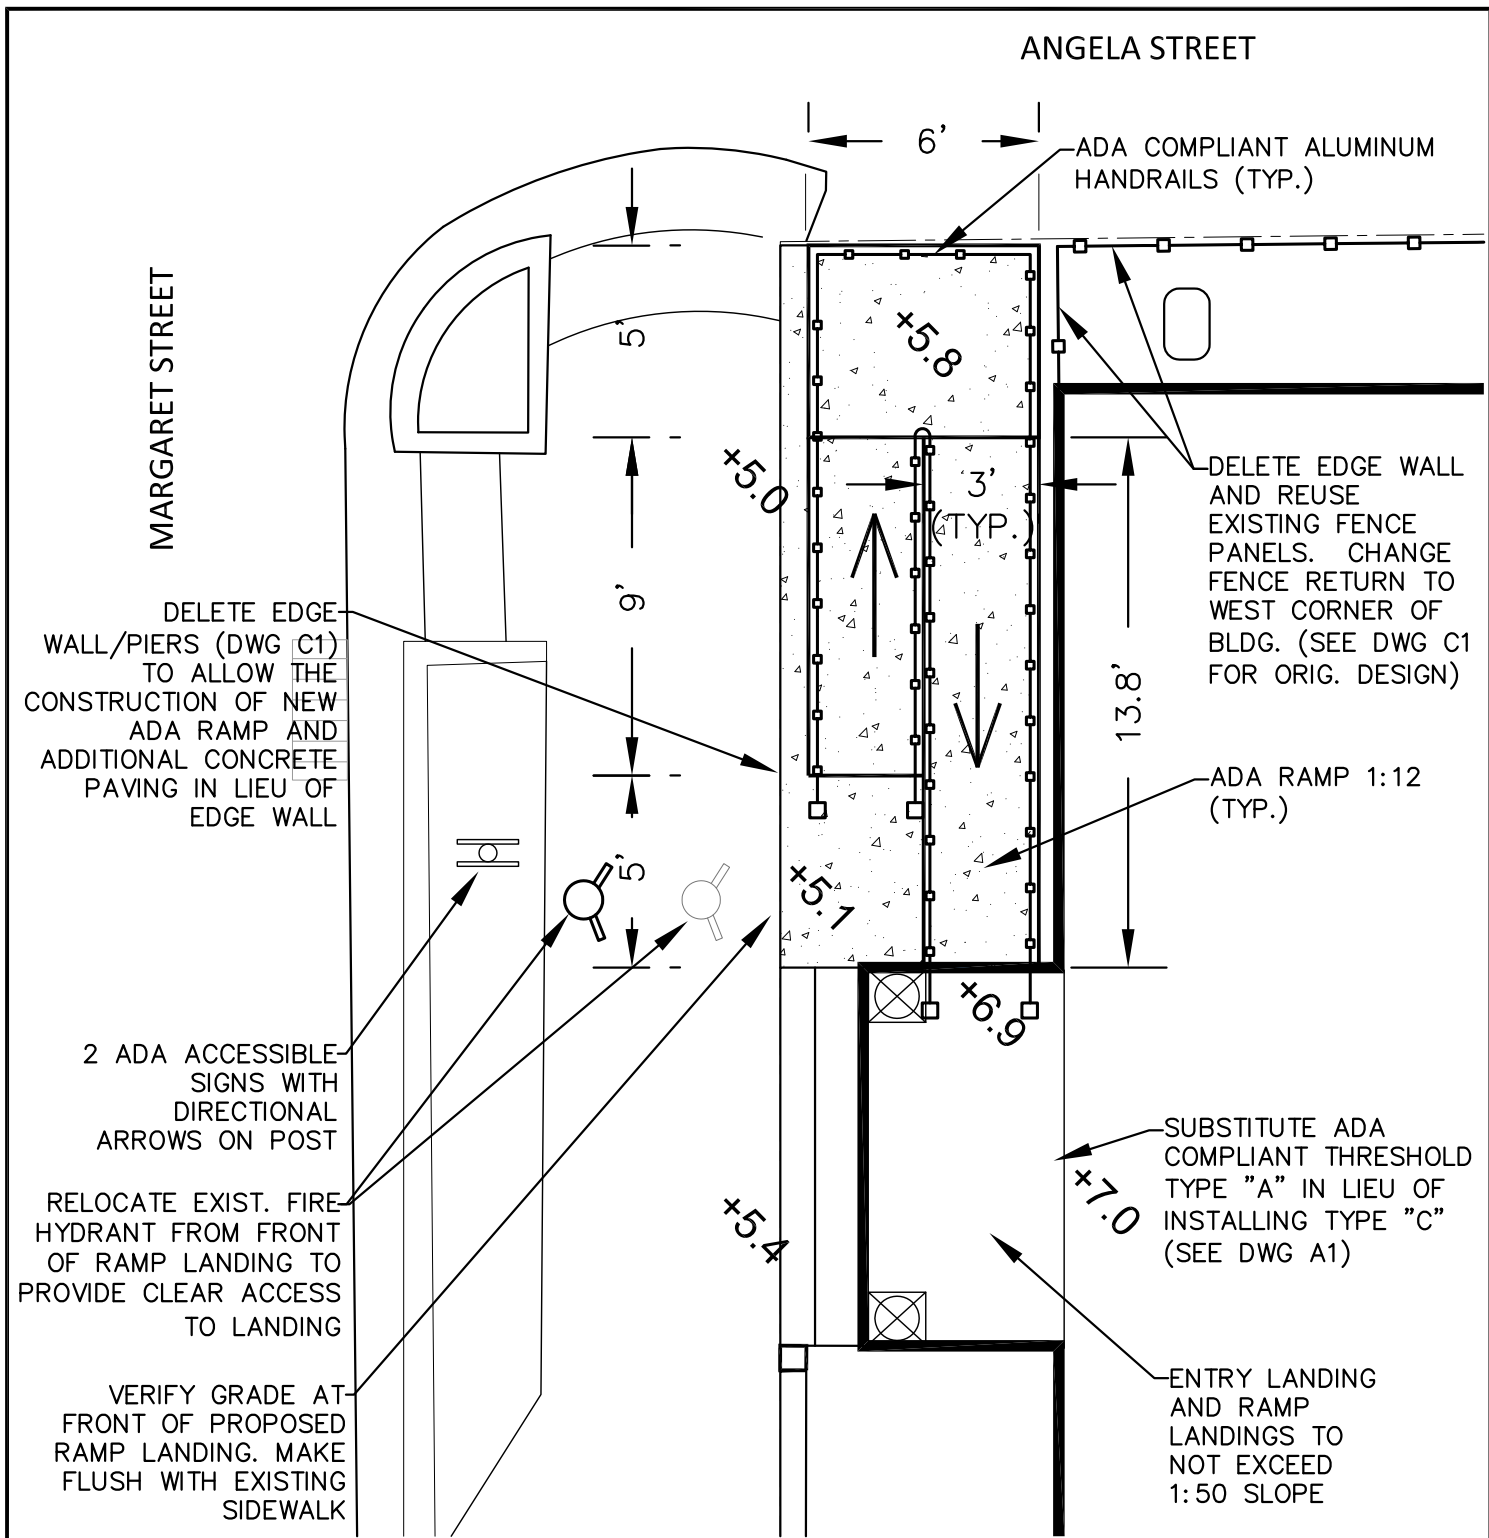 ANGELA STREET
6'
ADA COMPLIANT ALUMINUM
HANDRAILS (TYP.)
MARGARET STREET
5'
+5.8
+5.0
3'
(TYP.)
DELETE EDGE WALL
AND REUSE
EXISTING FENCE
PANELS. CHANGE
FENCE RETURN TO
WEST CORNER OF
BLDG. (SEE DWG C1
FOR ORIG. DESIGN)
9'
13.8'
DELETE EDGE
WALL/PIERS (DWG C1)
TO ALLOW THE
CONSTRUCTION OF NEW
ADA RAMP AND
ADDITIONAL CONCRETE
PAVING IN LIEU OF
EDGE WALL
ADA RAMP 1:12
(TYP.)
5'
+5.1
+6.9
2 ADA ACCESSIBLE
SIGNS WITH
DIRECTIONAL
ARROWS ON POST
SUBSTITUTE ADA
COMPLIANT THRESHOLD
TYPE "A" IN LIEU OF
INSTALLING TYPE "C"
(SEE DWG A1)
+7.0
+5.4
RELOCATE EXIST. FIRE
HYDRANT FROM FRONT
OF RAMP LANDING TO
PROVIDE CLEAR ACCESS
TO LANDING
VERIFY GRADE AT
FRONT OF PROPOSED
RAMP LANDING. MAKE
FLUSH WITH EXISTING
SIDEWALK
ENTRY LANDING
AND RAMP
LANDINGS TO
NOT EXCEED
1:50 SLOPE